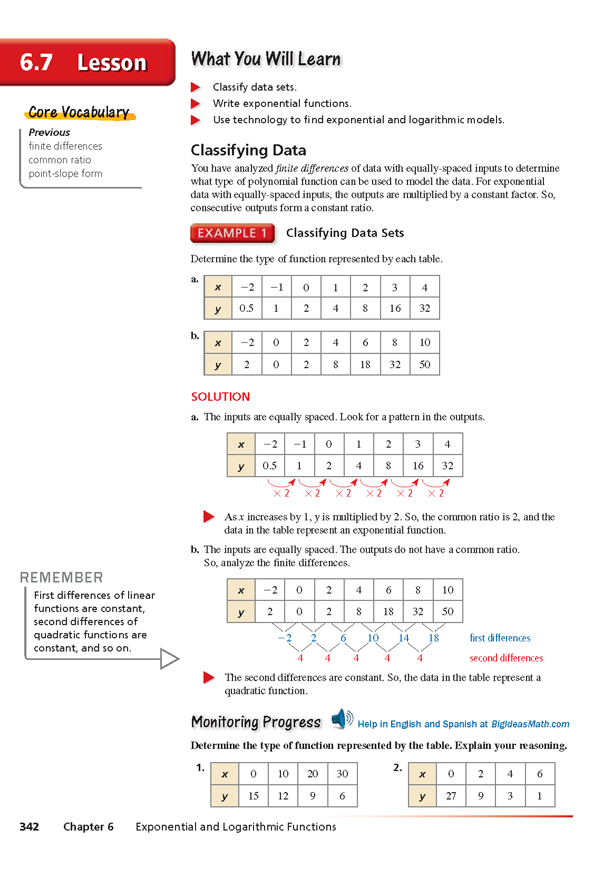 6.7 Lesson
What You Will Learn
Classify data sets.
Write exponential functions.
Use technology to find exponential and logarithmic models.
Core Vocabulary
Previous
finite differences
common ratio
point-slope form
Classifying Data
You have analyzed finite differences of data with equally-spaced inputs to determine
what type of polynomial function can be used to model the data. For exponential
data with equally-spaced inputs, the outputs are multiplied by a constant factor. So,
consecutive outputs form a constant ratio.
EXAMPLE 1 Classifying Data Sets
Determine the type of function represented by each table.
a.
x −2 −1 0 1 2 3 4
y 0.5 1 2 4 8 16 32
b.
x −2 0 2 4 6 8 10
y 2 0 2 8 18 32 50
SOLUTION
a. The inputs are equally spaced. Look for a pattern in the outputs.
x −2 −1 0 1 2 3 4
y 0.5 1 2 4 8 16 32
× 2 × 2 × 2 × 2 × 2 × 2
As x increases by 1, y is multiplied by 2. So, the common ratio is 2, and the
data in the table represent an exponential function.
b. The inputs are equally spaced. The outputs do not have a common ratio.
So, analyze the finite differences.
REMEMBER
First differences of linear
functions are constant,
second differences of
quadratic functions are
constant, and so on.
x −2 0 2 4 6 8 10
y 2 0 2 8 18 32 50
−2 2 6 10 14 18 first differences
4 4 4 4 4 second differences
The second differences are constant. So, the data in the table represent a
quadratic function.
Monitoring Progress Help in English and Spanish at BigIdeasMath.com
Determine the type of function represented by the table. Explain your reasoning.
1.
x 0 10 20 30
y 15 12 9 6
2.
x 0 2 4 6
y 27 9 3 1
342 Chapter 6 Exponential and Logarithmic Functions